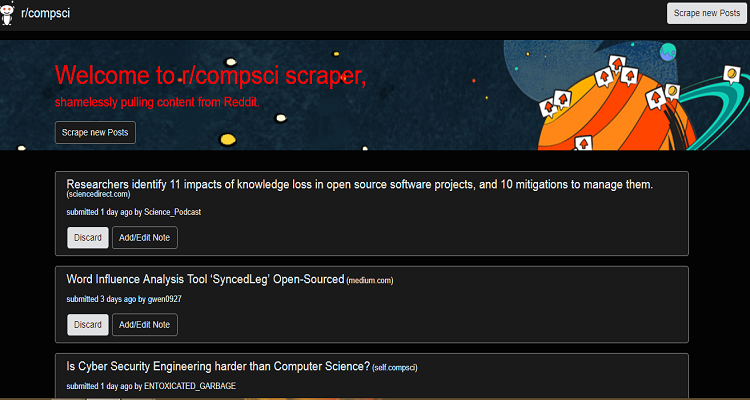 r/compsci
Scrape new Posts
Welcome to r/compsci scraper,
shamelessly pulling content from Reddit.
Scrape new Posts
Researchers identify 11 impacts of knowledge loss in open source software projects, and 10 mitigations to manage them.
(sciencedirect.com)
submitted 1 day ago by Science_Podcast
Discard Add/Edit Note
Word Influence Analysis Tool ‘SyncedLeg’ Open-Sourced (medium.com)
submitted 3 days ago by gwen0927
Discard Add/Edit Note
Is Cyber Security Engineering harder than Computer Science? (self.compsci)
submitted 1 day ago by ENTOXICATED_GARBAGE